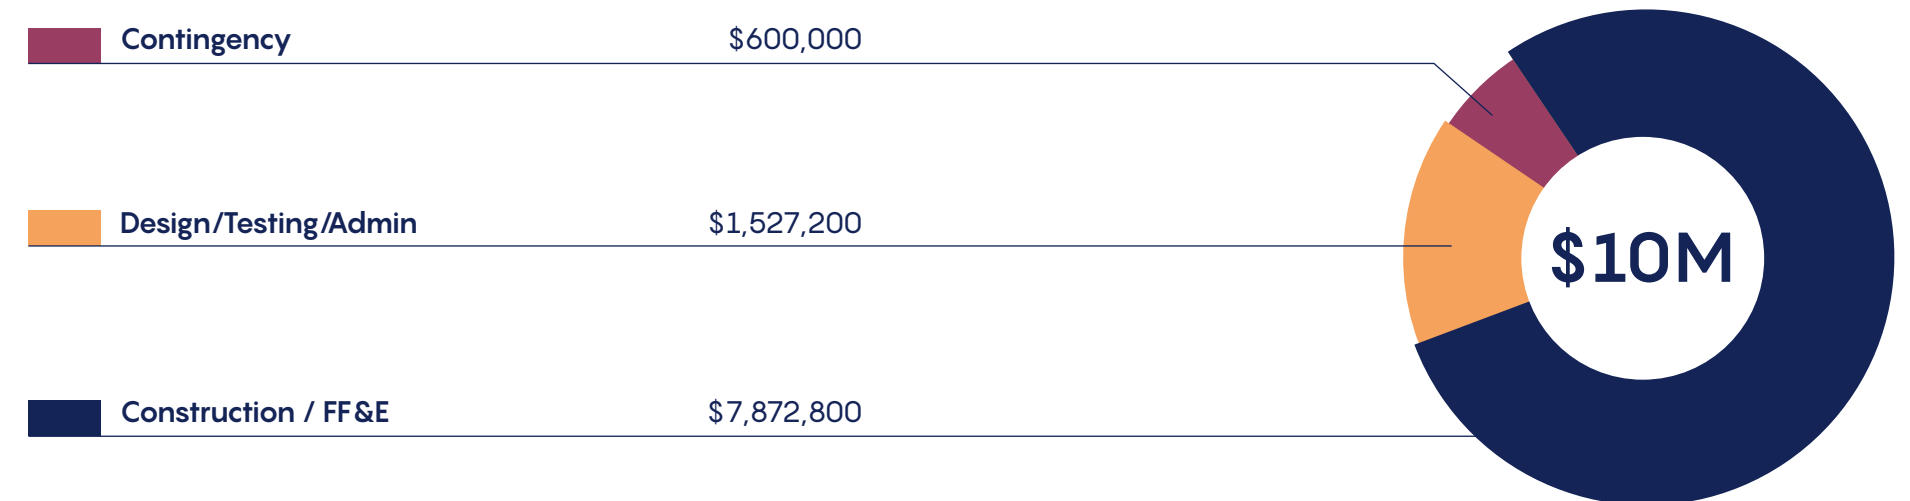 Contingency $600,000
Design/Testing/Admin $1,527,200
$10M
Construction / FF&E $7,872,800